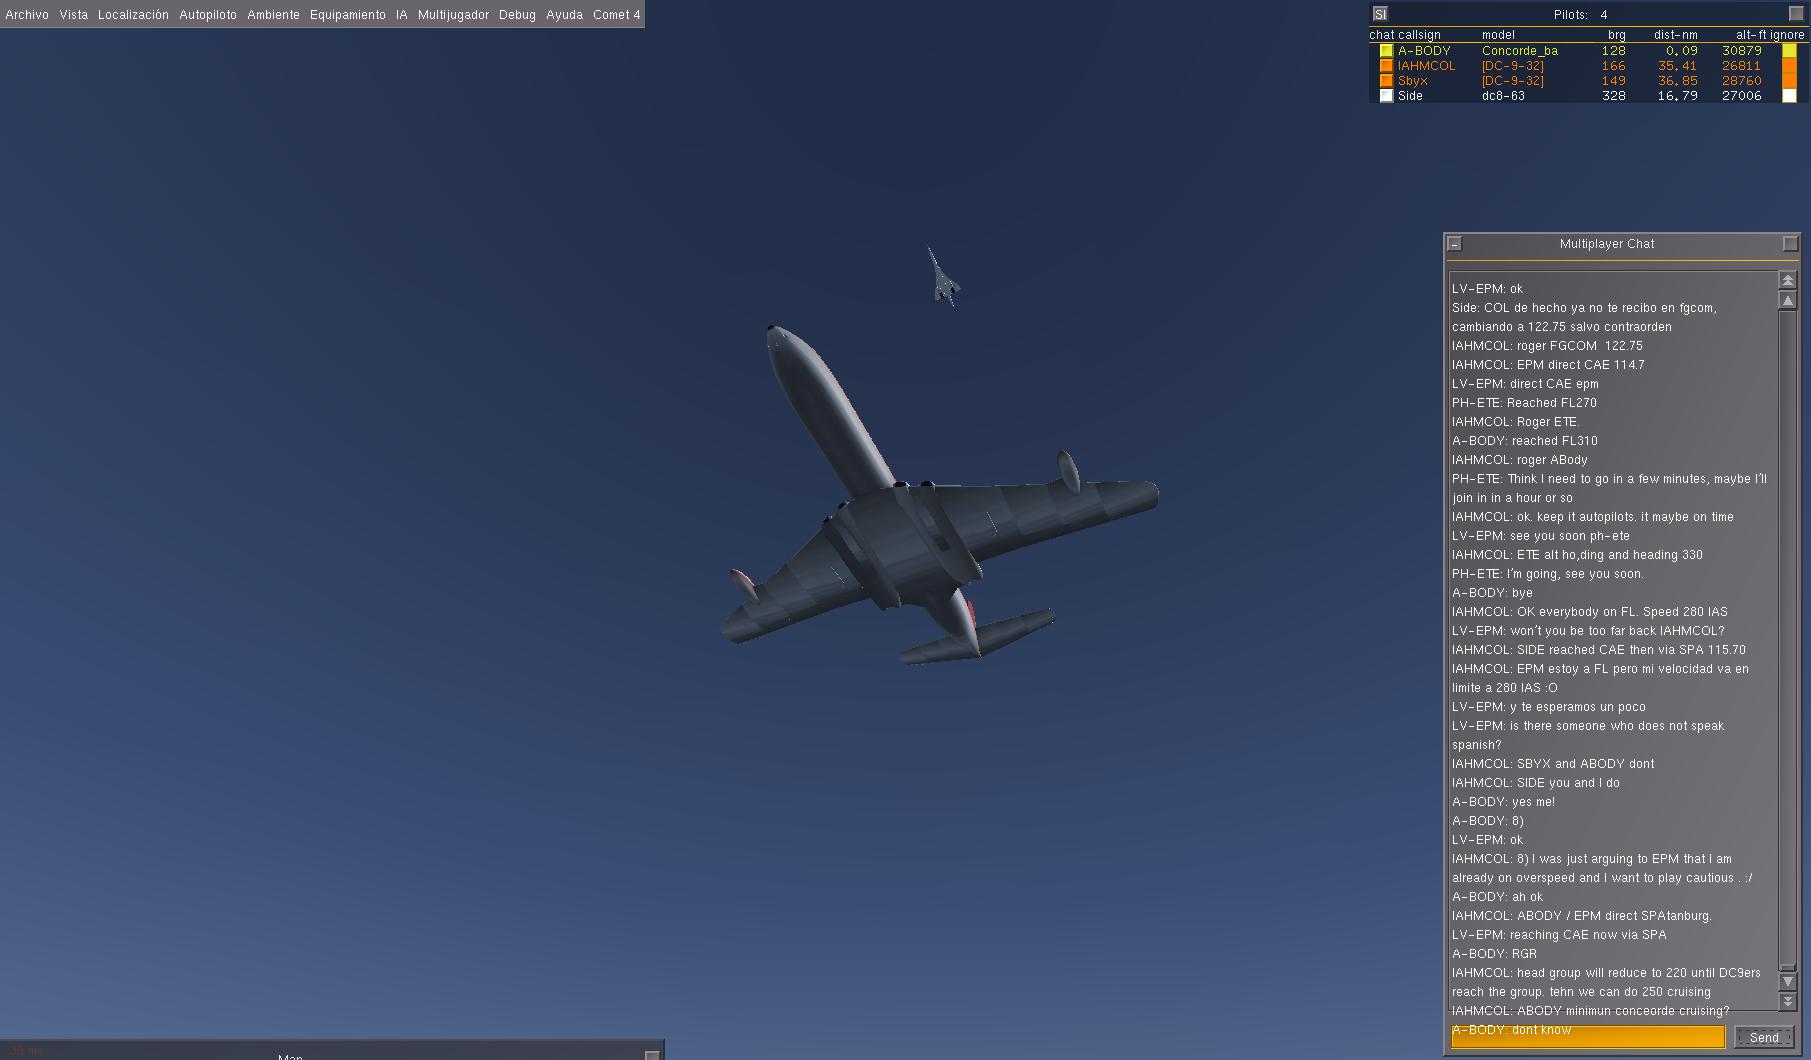 Archivo Vista Localización Autopiloto Ambiente Equipamiento IA Multijugador Debug Ayuda Comet 4
SI Pilots: 4
chat callsign model brg dist-nm alt-ft ignore
A-BODY Concorde_ba 128 0.09 30879
IAHMCOL [DC-9-32] 166 35.41 26811
Sbyx [DC-9-32] 149 36.85 28760
Side dc8-63 328 16.79 27006
Multiplayer Chat
LV-EPM: ok
Side: COL de hecho ya no te recibo en fgcom,
cambiando a 122.75 salvo contraorden
IAHMCOL: roger FGCOM 122.75
IAHMCOL: EPM direct CAE 114.7
LV-EPM: direct CAE epm
PH-ETE: Reached FL270
IAHMCOL: Roger ETE.
A-BODY: reached FL310
IAHMCOL: roger ABody
PH-ETE: Think I need to go in a few minutes, maybe I'll
join in in a hour or so
IAHMCOL: ok. keep it autopilots. it maybe on time
LV-EPM: see you soon ph-ete
IAHMCOL: ETE alt ho,ding and heading 330
PH-ETE: I'm going, see you soon.
A-BODY: bye
IAHMCOL: OK everybody on FL. Speed 280 IAS
LV-EPM: won't you be too far back IAHMCOL?
IAHMCOL: SIDE reached CAE then via SPA 115.70
IAHMCOL: EPM estoy a FL pero mi velocidad va en
limite a 280 IAS :O
LV-EPM: y te esperamos un poco
LV-EPM: is there someone who does not speak
spanish?
IAHMCOL: SBYX and ABODY dont
IAHMCOL: SIDE you and I do
A-BODY: yes me!
A-BODY: 8)
LV-EPM: ok
IAHMCOL: 8) I was just arguing to EPM that I am
already on overspeed and I want to play cautious . :/
A-BODY: ah ok
IAHMCOL: ABODY / EPM direct SPAtanburg.
LV-EPM: reaching CAE now via SPA
A-BODY: RGR
IAHMCOL: head group will reduce to 220 until DC9ers
reach the group. tehn we can do 250 cruising
IAHMCOL: ABODY minimun conceorde cruising?
A-BODY: dont know
Send
Map